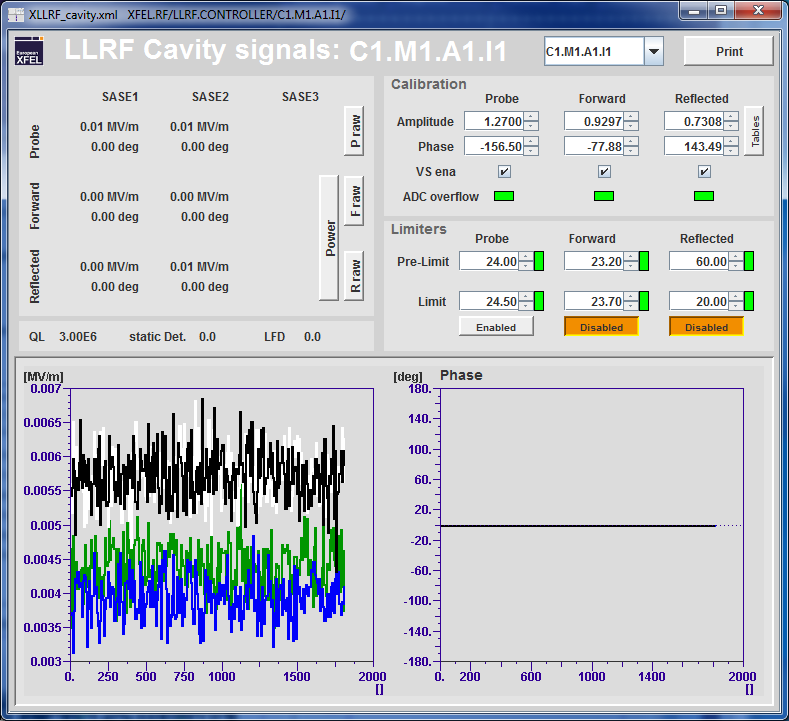 XLLRF_cavity.xml XFEL.RF/LLRF.CONTROLLER/C1.M1.A1.I1/
European
XFEL
LLRF Cavity signals: C1.M1.A1.I1
C1.M1.A1.I1
Print
SASE1 SASE2 SASE3
Probe
0.01 MV/m 0.01 MV/m
0.00 deg 0.00 deg
P raw
Forward
0.00 MV/m 0.00 MV/m
0.00 deg 0.00 deg
F raw
Power
Reflected
0.00 MV/m 0.01 MV/m
0.00 deg 0.00 deg
R raw
QL 3.00E6 static Det. 0.0 LFD 0.0
Calibration
Probe Forward Reflected
Amplitude 1.2700 0.9297 0.7308
Phase -156.50 -77.88 143.49
Tables
VS ena
ADC overflow
Limiters
Probe Forward Reflected
Pre-Limit 24.00 23.20 60.00
Limit 24.50 23.70 20.00
Enabled Disabled Disabled
[MV/m]
0.007
0.0065
0.006
0.0055
0.005
0.0045
0.004
0.0035
0.003
0. 250 500 750 1000 1500 2000
[]
[deg] Phase
180.
140.
100.
60.
20.
-20.
-60.
-100.
-140.
-180.
0. 200 600 1000 1400 2000
[]